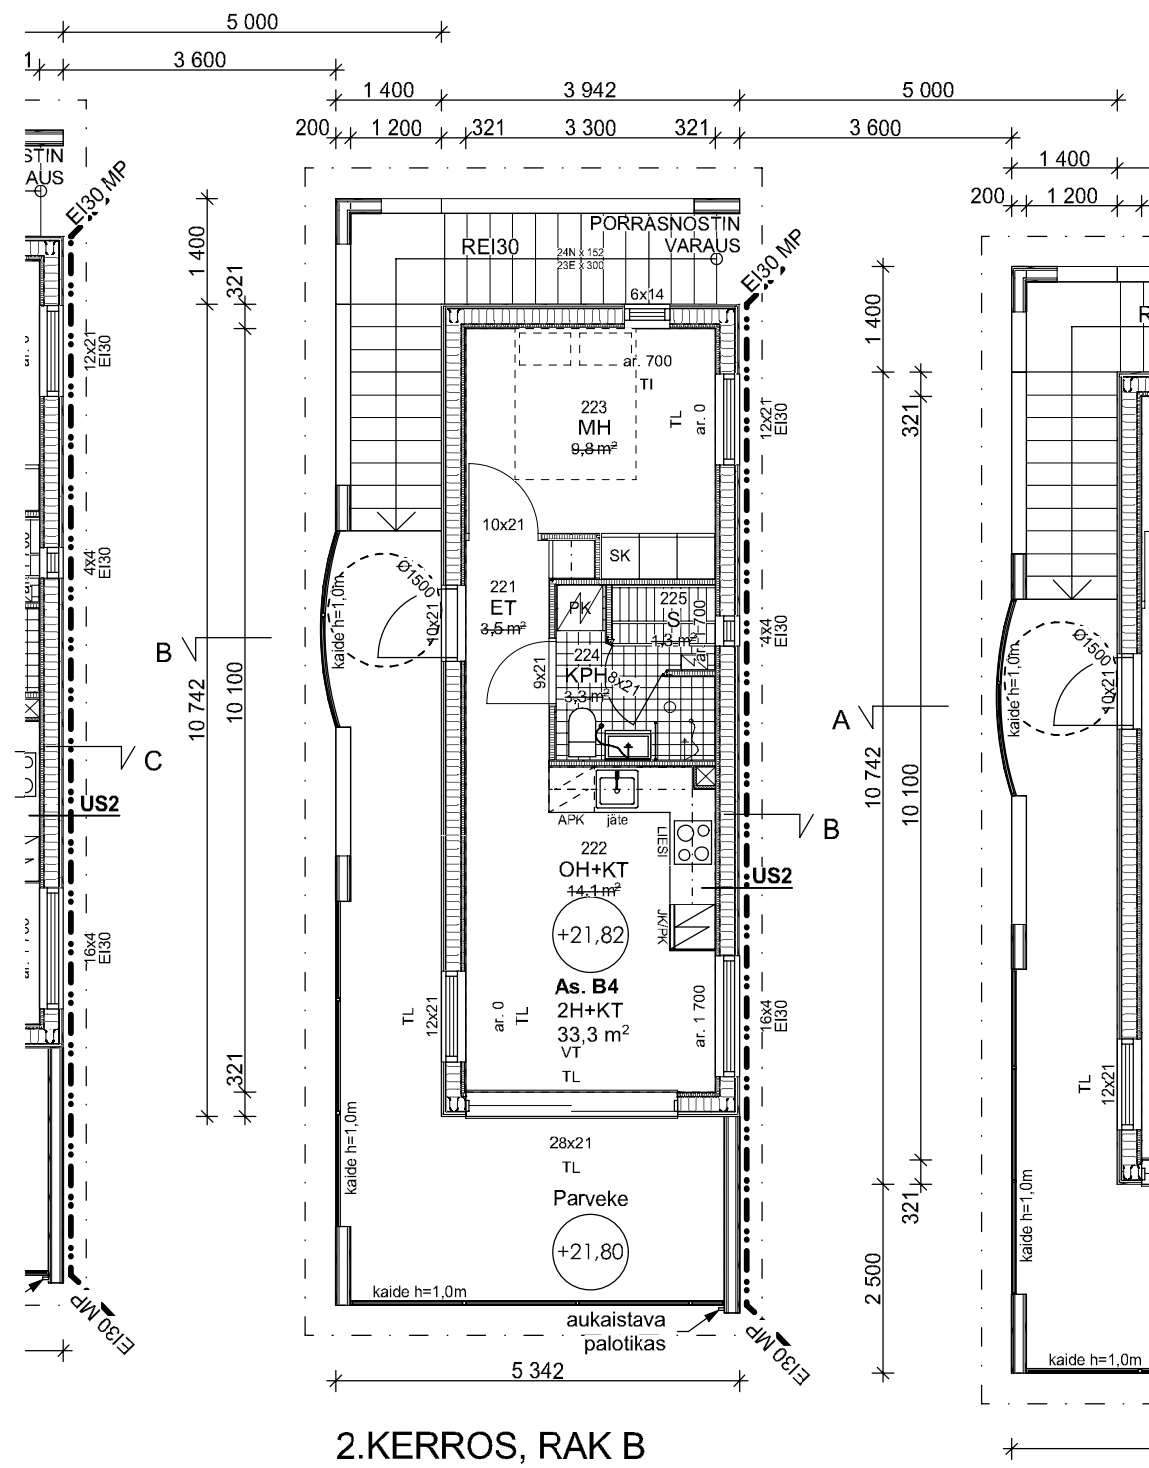 5 000
3 600
1 400
3 942
5 000
200
1 200
321
3 300
321
3 600
1 400
200
1 200
STIN
AUS
EI30 MP
PORRASNOSTIN
VARAUS
REI30
24N x 152
23E x 300
EI30 MP
1 400
321
6x14
ar. 700
TI
1 400
321
12x21
EI30
223
MH
9,8 m²
TL
ar. 0
12x21
EI30
10x21
SK
4x4
EI30
Ø1500
kaide h=1,0m
10x21
221
ET
3,5 m²
PK
225
S
1,3 m²
ar. 1 700
4x4
EI30
B
224
KPH
3,3 m²
9x21
8x21
Ø1500
kaide h=1,0m
10x21
10 742
10 100
A
C
US2
APK
jäte
LIESI
B
10 742
10 100
222
OH+KT
14,1 m²
US2
+21,82
JK/PK
16x4
EI30
As. B4
2H+KT
33,3 m²
VT
TL
TL
12x21
ar. 0
TL
ar. 1 700
16x4
EI30
321
TL
12x21
28x21
TL
kaide h=1,0m
Parveke
+21,80
321
kaide h=1,0m
2 500
kaide h=1,0m
aukaistava
palotikas
EI30 MP
EI30 MP
kaide h=1,0m
5 342
2.KERROS, RAK B